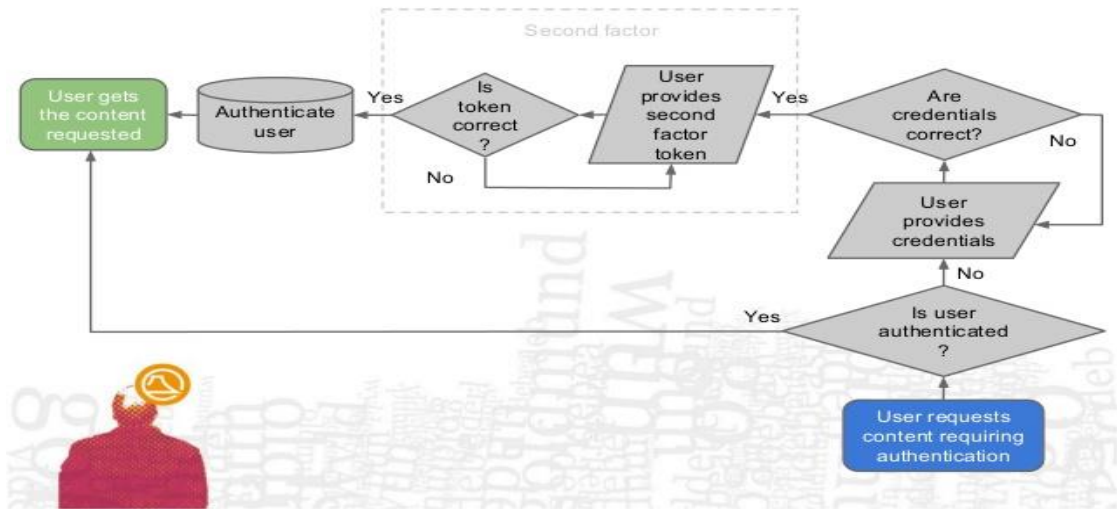 Second factor
User gets
the content
requested
Authenticate
user
Yes
Is
token
correct
?
No
User
provides
second
factor
token
Yes
Are
credentials
correct?
No
User
provides
credentials
No
Yes
Is user
authenticated
?
User requests
content requiring
authentication